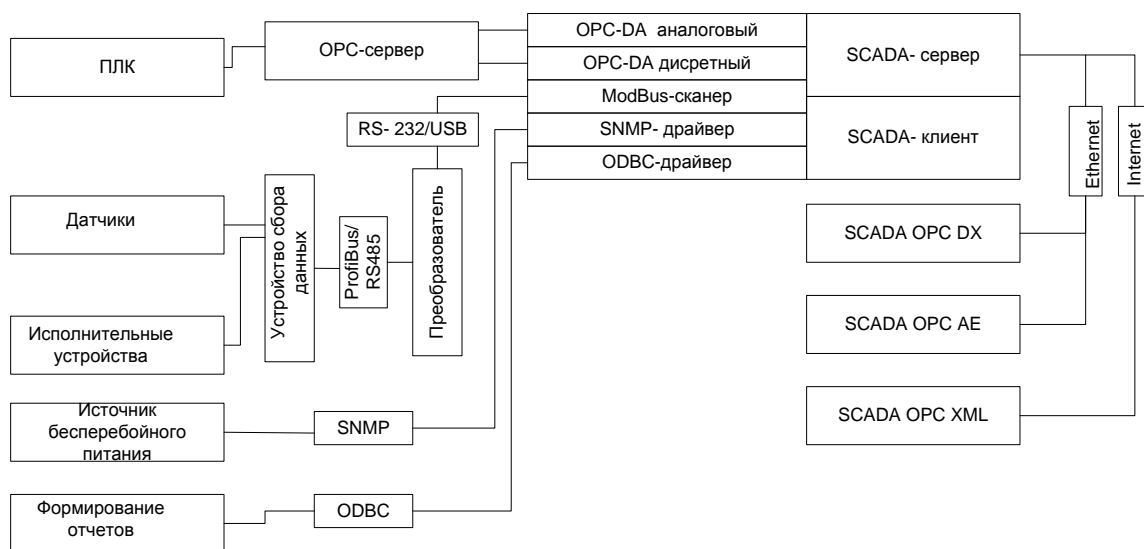 ПЛК
OPC-сервер
OPC-DA аналоговый
OPC-DA дискретный
ModBus-сканер
SNMP- драйвер
ODBC-драйвер
SCADA- сервер
SCADA- клиент
RS- 232/USB
Ethernet
Internet
Датчики
Устройство сбора
данных
ProfiBus/
RS485
Преобразователь
Исполнительные
устройства
SCADA OPC DX
SCADA OPC AE
SCADA OPC XML
Источник
бесперебойного
питания
SNMP
Формирование
отчетов
ODBC